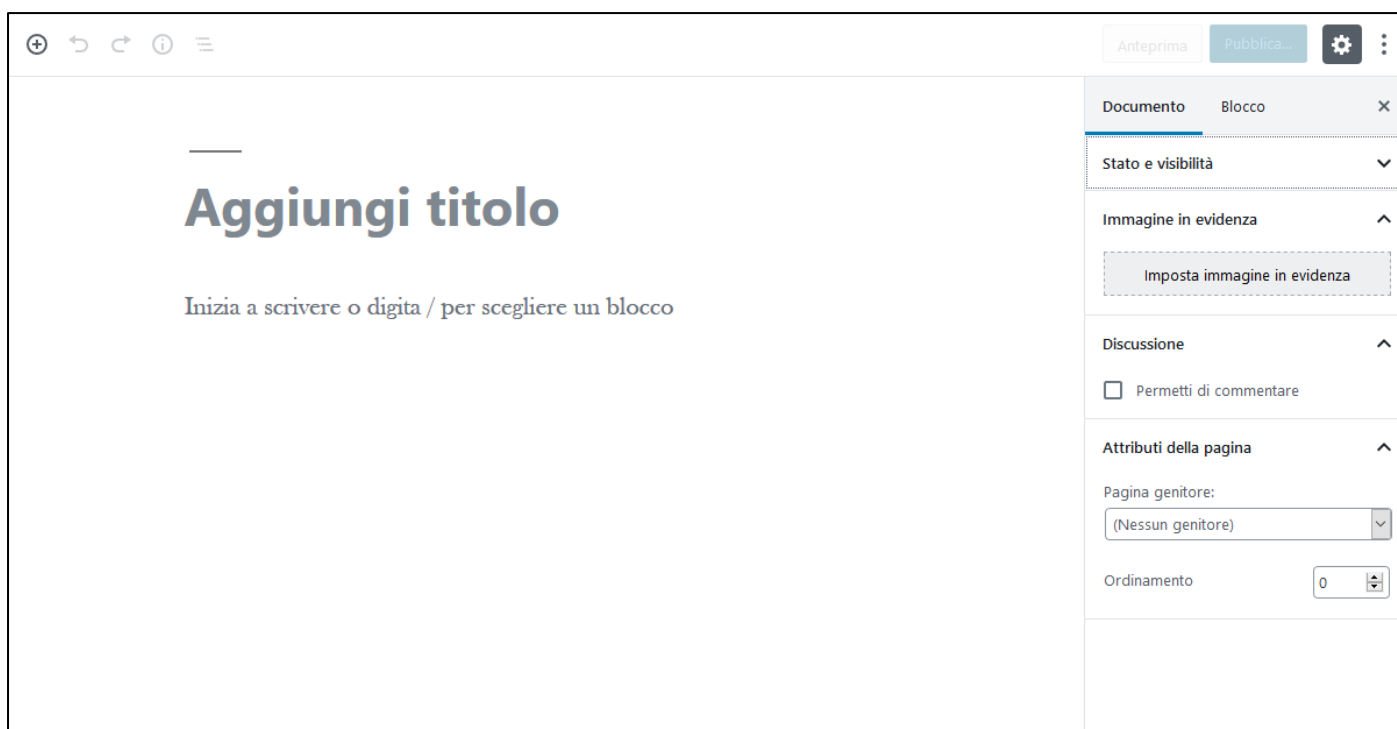 Anteprima
Pubblica...
Documento
Blocco
Stato e visibilità
Aggiungi titolo
Inizia a scrivere o digita / per scegliere un blocco
Immagine in evidenza
Imposta immagine in evidenza
Discussione
Permetti di commentare
Attributi della pagina
Pagina genitore:
(Nessun genitore)
Ordinamento
0